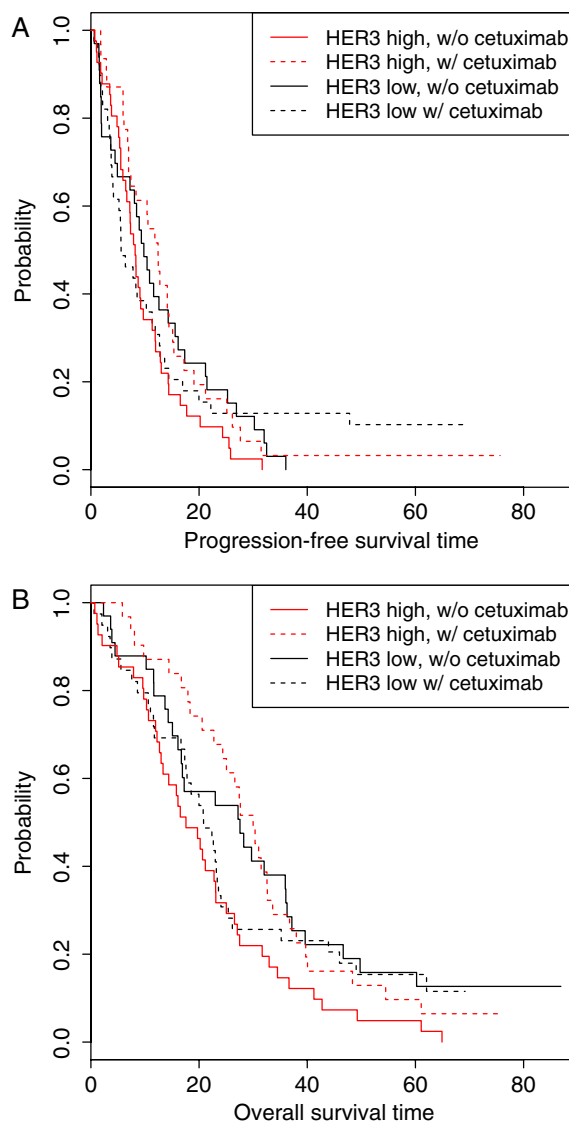 A
HER3 high, w/o cetuximab
HER3 high, w/ cetuximab
HER3 low, w/o cetuximab
HER3 low w/ cetuximab
Probability
1.0
0.8
0.6
0.4
0.2
0.0
0 20 40 60 80
Progression-free survival time
B
HER3 high, w/o cetuximab
HER3 high, w/ cetuximab
HER3 low, w/o cetuximab
HER3 low w/ cetuximab
Probability
1.0
0.8
0.6
0.4
0.2
0.0
0 20 40 60 80
Overall survival time